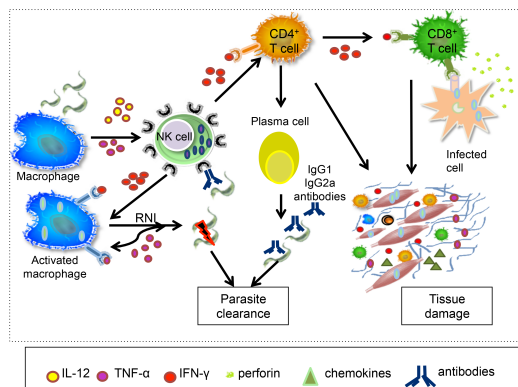 CD4+
T cell
CD8+
T cell
NK cell
Plasma cell
Macrophage
Infected
cell
IgG1
IgG2a
antibodies
RNI
Activated
macrophage
Parasite
clearance
Tissue
damage
IL-12
TNF-α
IFN-γ
perforin
chemokines
antibodies